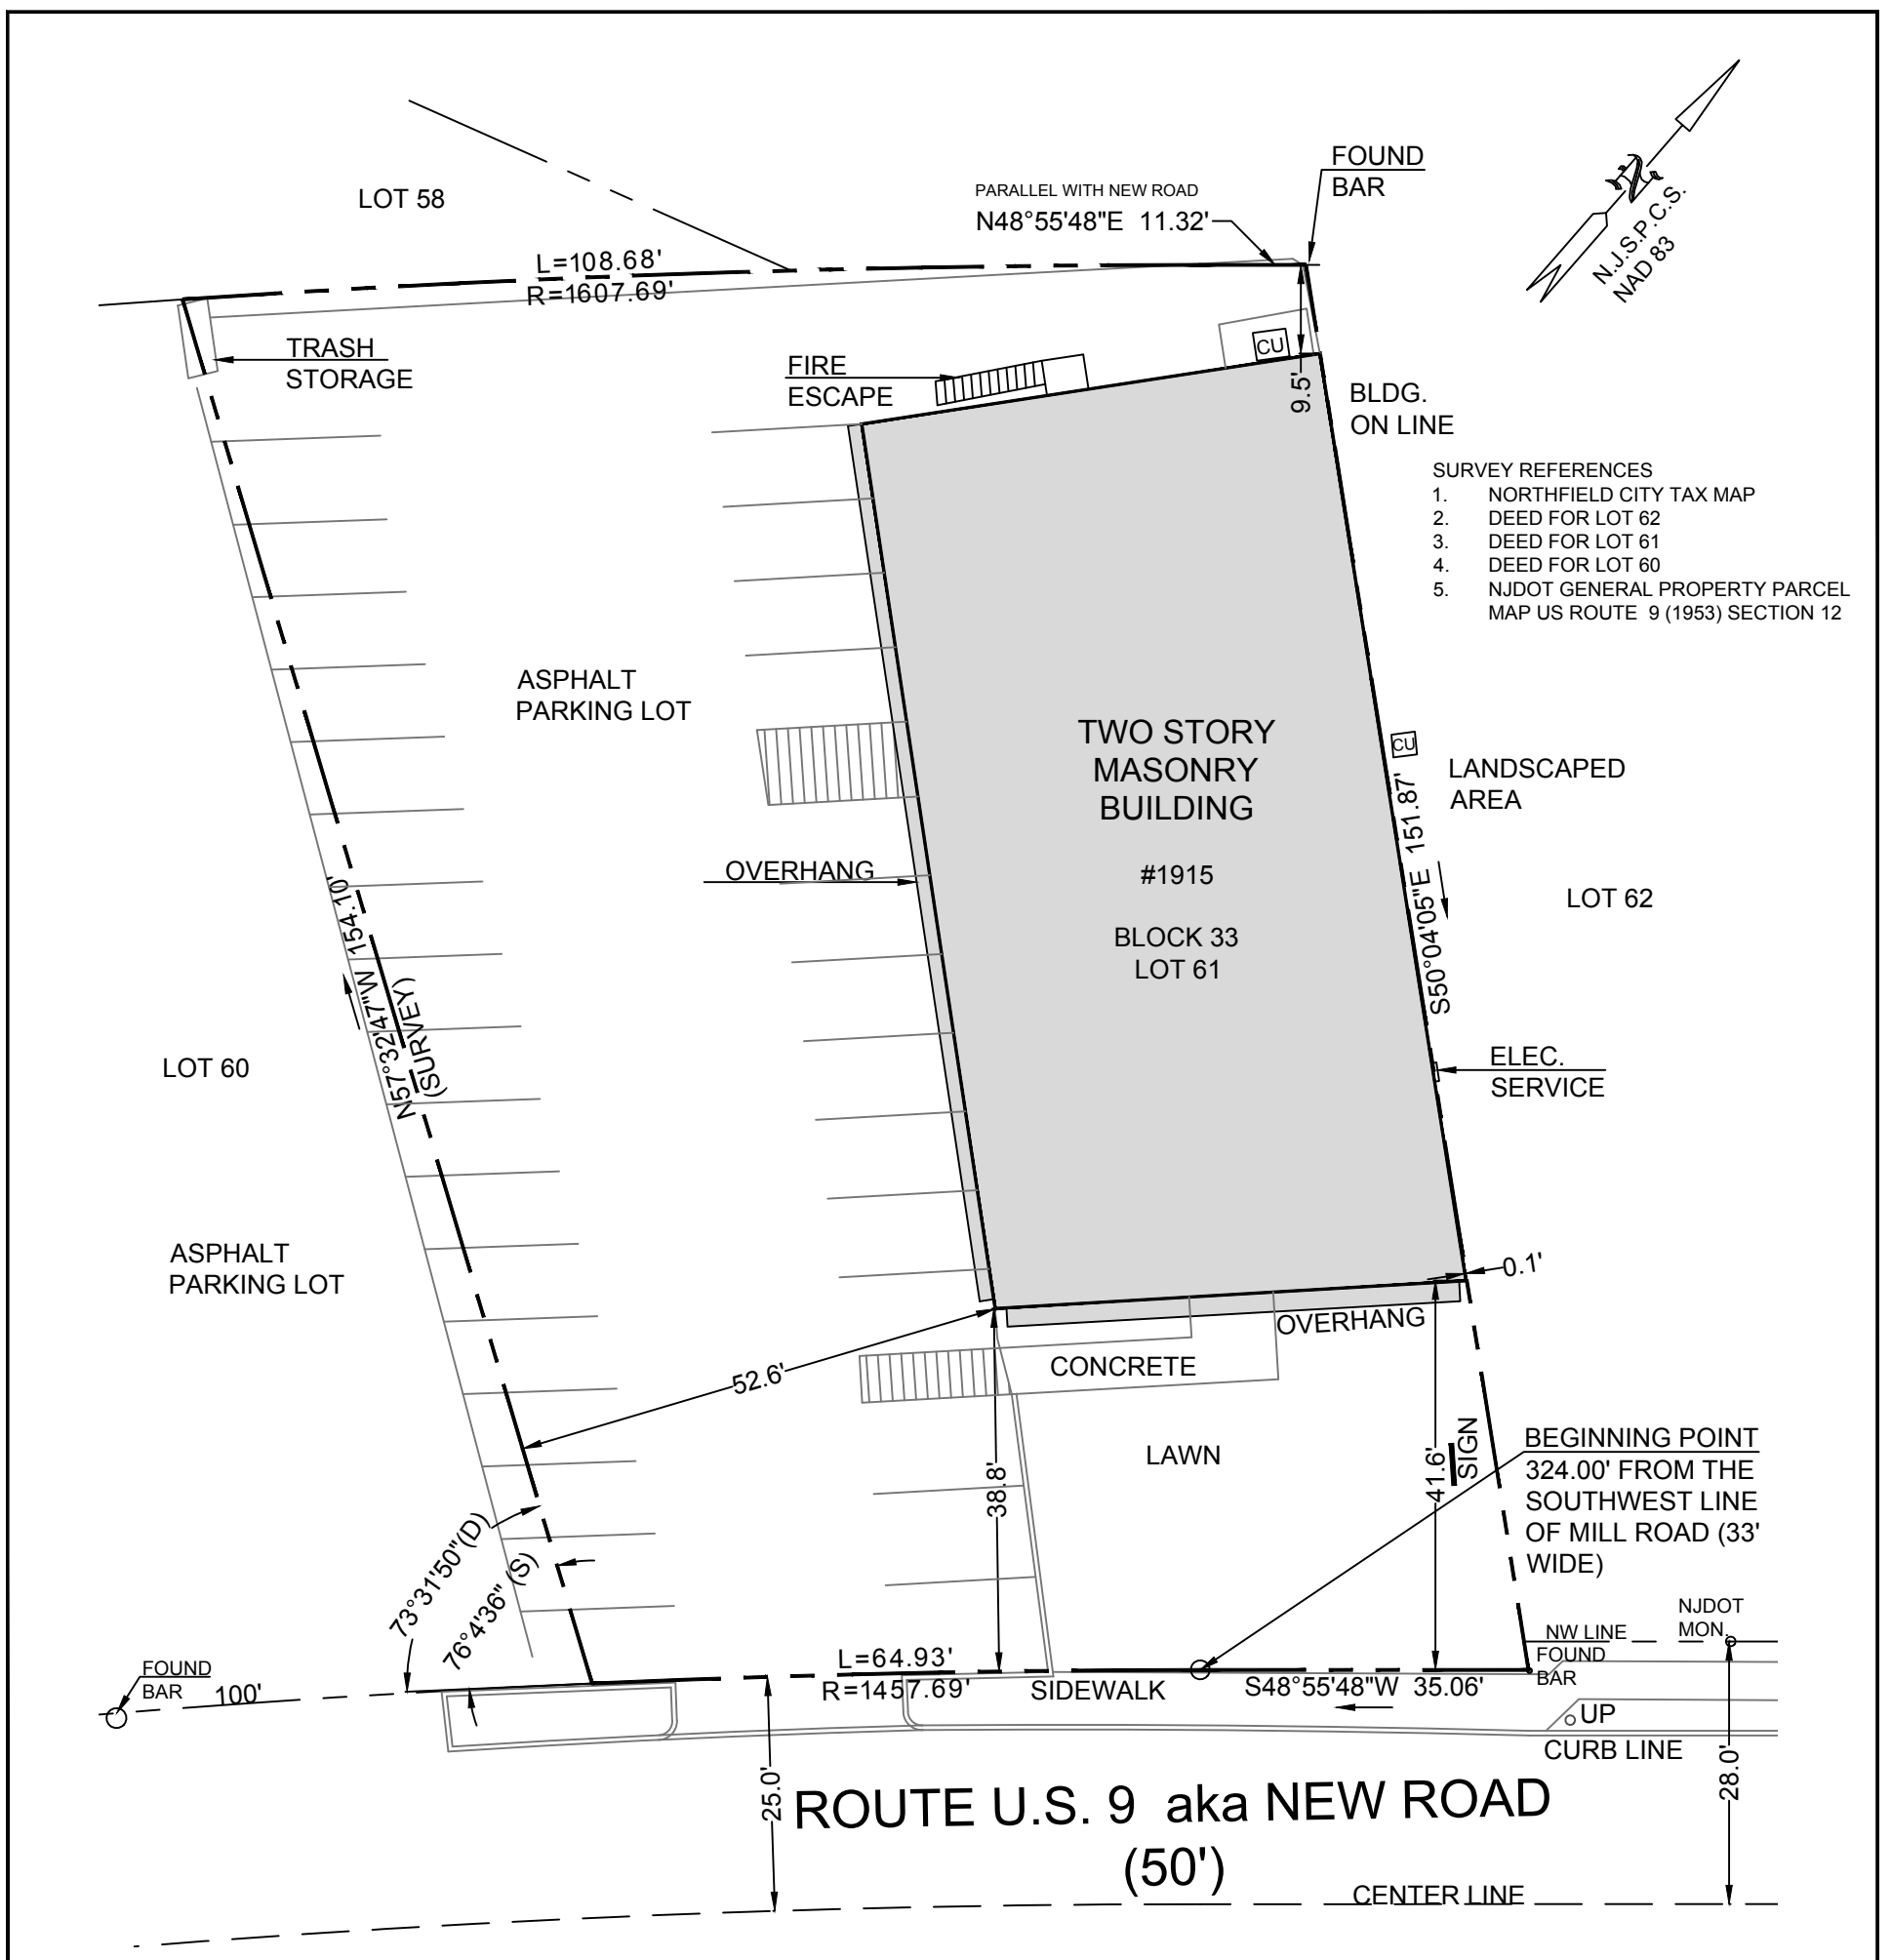 LOT 58
PARALLEL WITH NEW ROAD
N48°55'48"E 11.32'
FOUND
BAR
N
N.J.S.P.C.S.
NAD 83
L=108.68'
R=1607.69'
TRASH
STORAGE
FIRE
ESCAPE
CU
9.5'
BLDG.
ON LINE
SURVEY REFERENCES
1. NORTHFIELD CITY TAX MAP
2. DEED FOR LOT 62
3. DEED FOR LOT 61
4. DEED FOR LOT 60
5. NJDOT GENERAL PROPERTY PARCEL
MAP US ROUTE 9 (1953) SECTION 12
ASPHALT
PARKING LOT
TWO STORY
MASONRY
BUILDING
#1915
BLOCK 33
LOT 61
CU
LANDSCAPED
AREA
S50°04'05"E 151.87'
OVERHANG
LOT 62
N57°32'47"W 154.10'
(SURVEY)
LOT 60
ELEC.
SERVICE
ASPHALT
PARKING LOT
0.1'
OVERHANG
CONCRETE
52.6'
38.8'
LAWN
41.6'
SIGN
BEGINNING POINT
324.00' FROM THE
SOUTHWEST LINE
OF MILL ROAD (33'
WIDE)
73°31'50"(D)
76°4'36" (S)
NJDOT
MON.
NW LINE
FOUND
BAR
FOUND
BAR
100'
L=64.93'
R=1457.69'
SIDEWALK
S48°55'48"W 35.06'
UP
CURB LINE
25.0'
28.0'
ROUTE U.S. 9 aka NEW ROAD
(50')
CENTER LINE